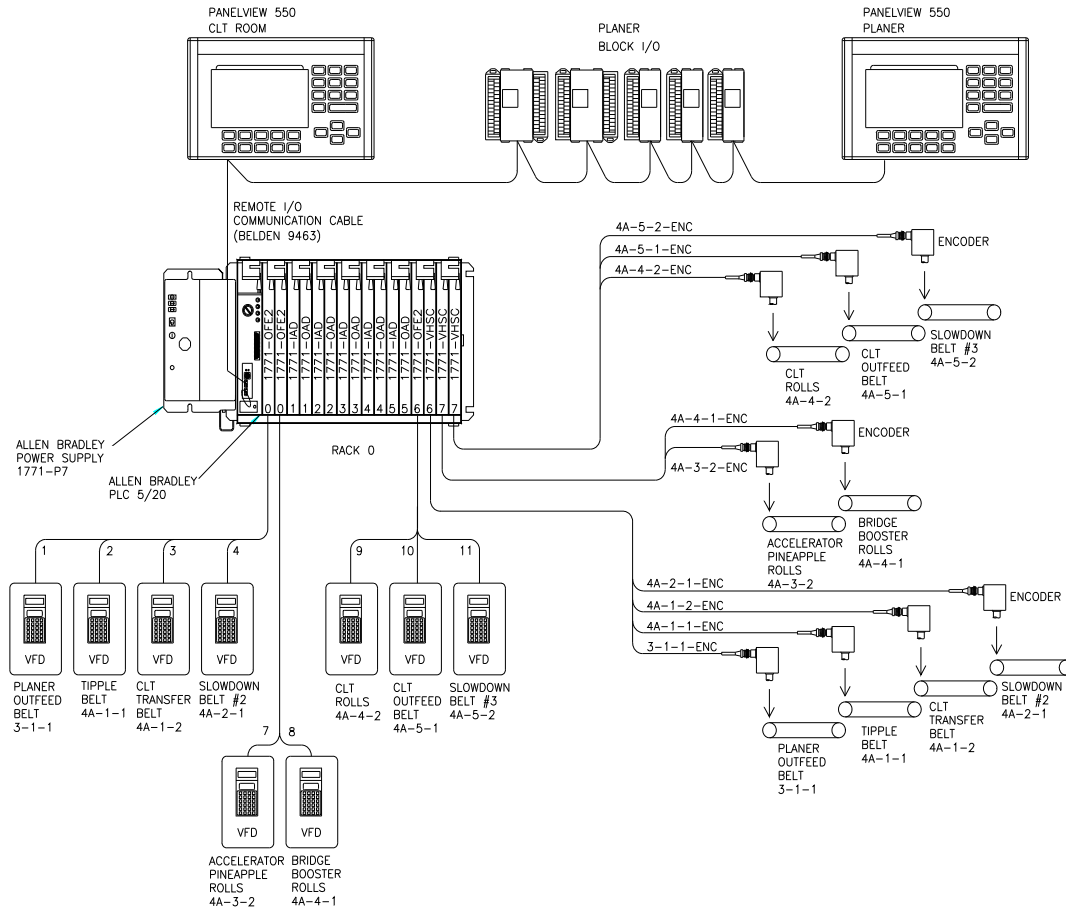 PANELVIEW 550
CLT ROOM
PLANER
BLOCK I/O
PANELVIEW 550
PLANER
REMOTE I/O
COMMUNICATION CABLE
(BELDEN 9463)
4A-5-2-ENC
4A-5-1-ENC
4A-4-2-ENC
ENCODER
SLOWDOWN
BELT #3
4A-5-2
CLT
OUTFEED
BELT
4A-5-1
CLT
ROLLS
4A-4-2
1771-OFE2
1771-OFE2
1771-IAD
1771-OAD
1771-IAD
1771-OAD
1771-IAD
1771-OAD
1771-IAD
1771-OAD
1771-OFE2
1771-VHSC
1771-VHSC
1771-VHSC
0 0 1 1 2 2 3 3 4 4 5 5 6 6 7 7
ALLEN BRADLEY
POWER SUPPLY
1771-P7
ALLEN BRADLEY
PLC 5/20
RACK 0
4A-4-1-ENC
4A-3-2-ENC
ENCODER
ACCELERATOR
PINEAPPLE
ROLLS
4A-3-2
BRIDGE
BOOSTER
ROLLS
4A-4-1
1
2
3
4
9
10
11
VFD
VFD
VFD
VFD
VFD
VFD
VFD
PLANER
OUTFEED
BELT
3-1-1
TIPPLE
BELT
4A-1-1
CLT
TRANSFER
BELT
4A-1-2
SLOWDOWN
BELT #2
4A-2-1
CLT
ROLLS
4A-4-2
CLT
OUTFEED
BELT
4A-5-1
SLOWDOWN
BELT #3
4A-5-2
4A-2-1-ENC
4A-1-2-ENC
4A-1-1-ENC
3-1-1-ENC
ENCODER
SLOWDOWN
BELT #2
4A-2-1
CLT
TRANSFER
BELT
4A-1-2
TIPPLE
BELT
4A-1-1
PLANER
OUTFEED
BELT
3-1-1
7
8
VFD
VFD
ACCELERATOR
PINEAPPLE
ROLLS
4A-3-2
BRIDGE
BOOSTER
ROLLS
4A-4-1